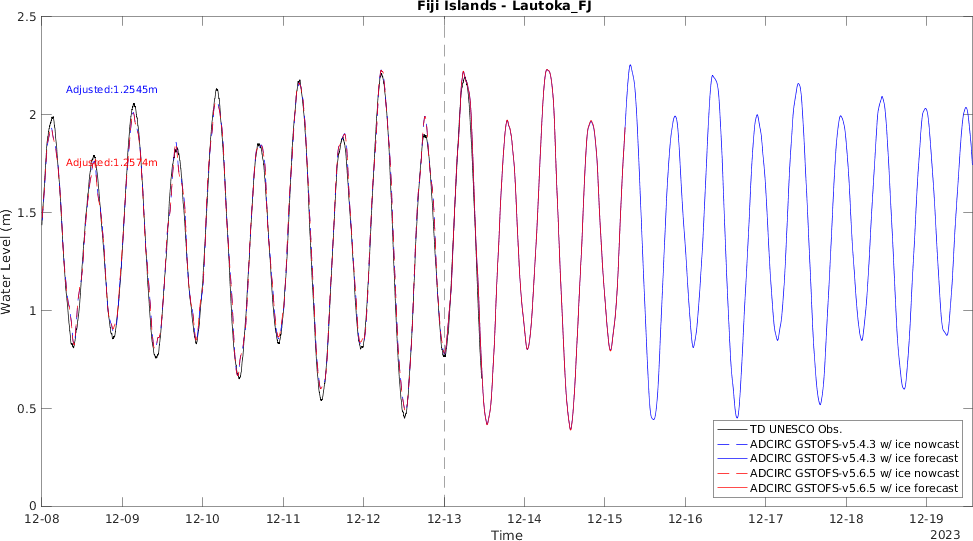 Fiji Islands - Lautoka_FJ
2.5
2
1.5
1
0.5
0
Water Level (m)
Adjusted:1.2545m
Adjusted:1.2574m
TD UNESCO Obs.
ADCIRC GSTOFS-v5.4.3 w/ ice nowcast
ADCIRC GSTOFS-v5.4.3 w/ ice forecast
ADCIRC GSTOFS-v5.6.5 w/ ice nowcast
ADCIRC GSTOFS-v5.6.5 w/ ice forecast
12-08 12-09 12-10 12-11 12-12 12-13 12-14 12-15 12-16 12-17 12-18 12-19
Time
2023